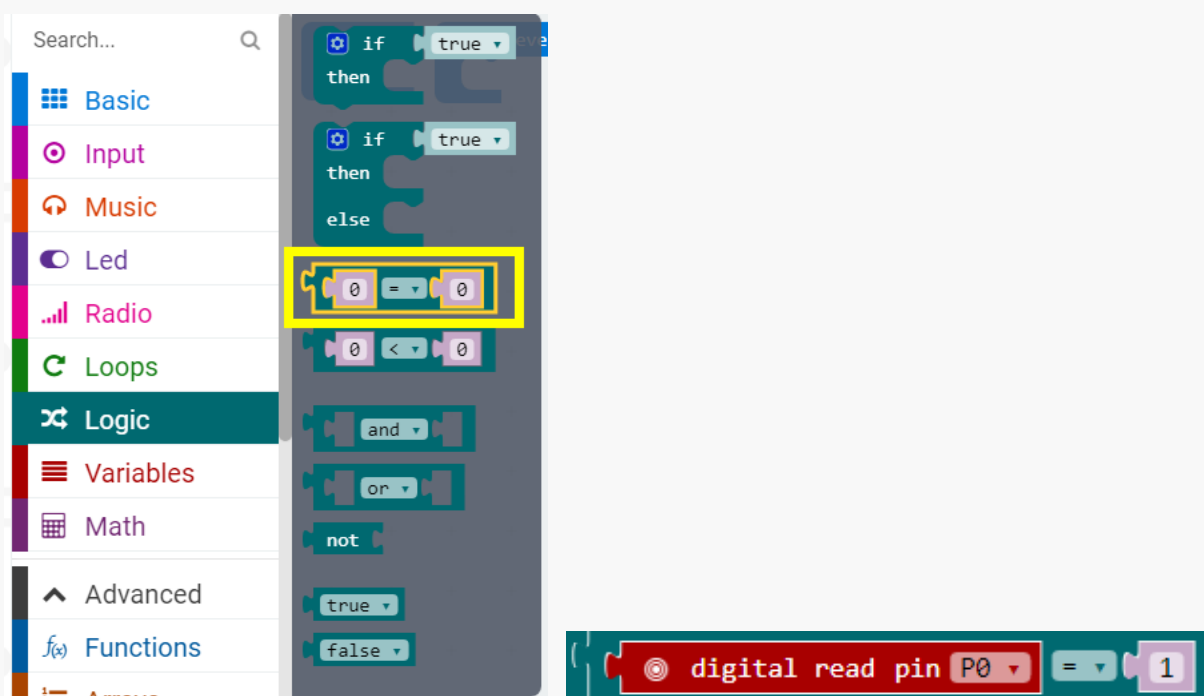 Search...
Basic
Input
Music
Led
Radio
Loops
Logic
Variables
Math
Advanced
f(x) Functions
if true
then
if true
then
else
0 = 0
0 < 0
and
or
not
true
false
digital read pin P0 = 1